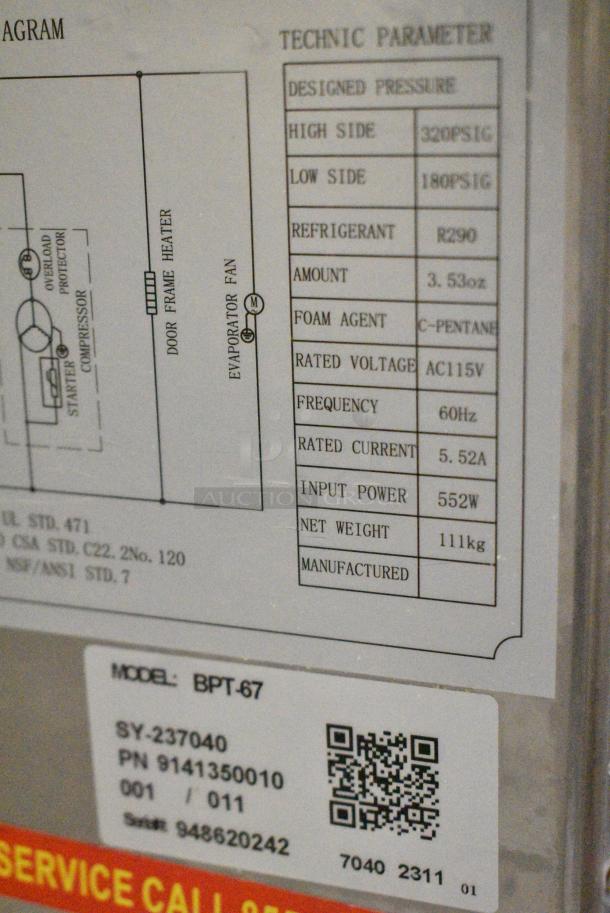 AGRAM
TECHNIC PARAMETER
DESIGNED PRESSURE
HIGH SIDE 320PSIG
LOW SIDE 180PSIG
REFRIGERANT R290
AMOUNT 3.53oz
FOAM AGENT C-PENTANE
RATED VOLTAGE AC115V
FREQUENCY 60Hz
RATED CURRENT 5.52A
INPUT POWER 552W
NET WEIGHT 111kg
MANUFACTURED
OVERLOAD
PROTECTOR
STARTER
COMPRESSOR
DOOR FRAME HEATER
EVAPORATOR FAN
M
AUCTION GROUP
UL STD. 471
CSA STD. C22. 2No. 120
NSF/ANSI STD. 7
MODEL: BPT-67
SY-237040
PN 9141350010
001 / 011
Serial#: 948620242
7040 2311 01
SERVICE CALL